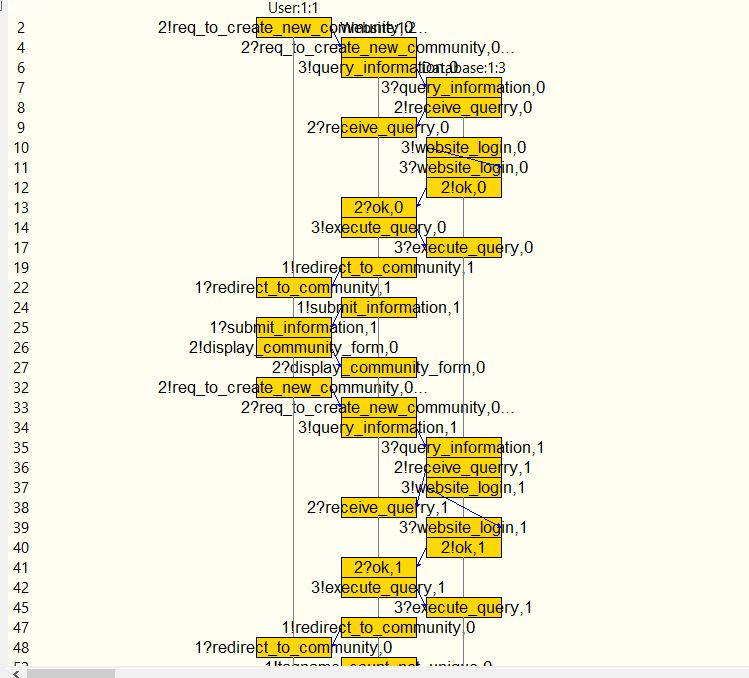 User:1:1
2 2!req_to_create_new_community,0...
4 2?req_to_create_new_community,0...
6 3!query_information,0
Database:1:3
7 3?query_information,0
8 2!receive_querry,0
9 2?receive_querry,0
10 3!website_login,0
11 3?website_login,0
12 2!ok,0
13 2?ok,0
14 3!execute_query,0
17 3?execute_query,0
19 1!redirect_to_community,1
22 1?redirect_to_community,1
24 1!submit_information,1
25 1?submit_information,1
26 2!display_community_form,0
27 2?display_community_form,0
32 2!req_to_create_new_community,0...
33 2?req_to_create_new_community,0...
34 3!query_information,1
35 3?query_information,1
36 2!receive_querry,1
37 3!website_login,1
38 2?receive_querry,1
39 3?website_login,1
40 2!ok,1
41 2?ok,1
42 3!execute_query,1
45 3?execute_query,1
47 1!redirect_to_community,0
48 1?redirect_to_community,0